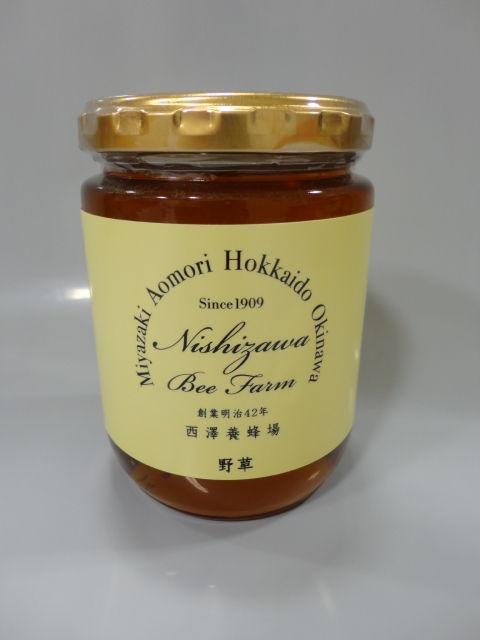 Miyazaki Aomori Hokkaido Okinawa
Since1909
Nishizawa
Bee Farm
創業明治42年
西澤養蜂場
野草